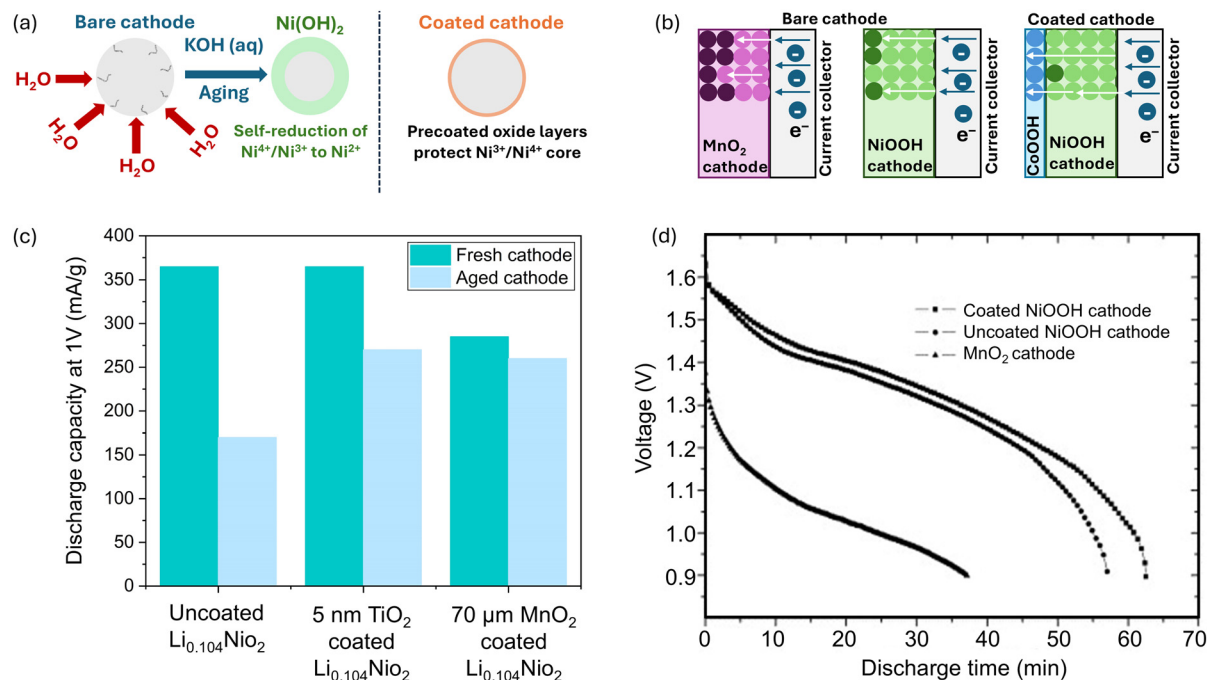 (a)
Bare cathode
H₂O
H₂O
H₂O
H₂O
KOH (aq)
Aging
Ni(OH)₂
Self-reduction of
Ni⁴⁺/Ni³⁺ to Ni²⁺
Coated cathode
Precoated oxide layers
protect Ni³⁺/Ni⁴⁺ core
(b)
Bare cathode
Coated cathode
MnO₂
cathode
e⁻
Current collector
NiOOH
cathode
e⁻
Current collector
CoOOH
NiOOH
cathode
e⁻
Current collector
(c)
Discharge capacity at 1V (mA/g)
400
350
300
250
200
150
100
50
0
Fresh cathode
Aged cathode
Uncoated
Li₀.₁₀₄Nio₂
5 nm TiO₂
coated
Li₀.₁₀₄Nio₂
70 µm MnO₂
coated
Li₀.₁₀₄Nio₂
(d)
Voltage (V)
1.6
1.5
1.4
1.3
1.2
1.1
1.0
0.9
Coated NiOOH cathode
Uncoated NiOOH cathode
MnO₂ cathode
0 10 20 30 40 50 60 70
Discharge time (min)